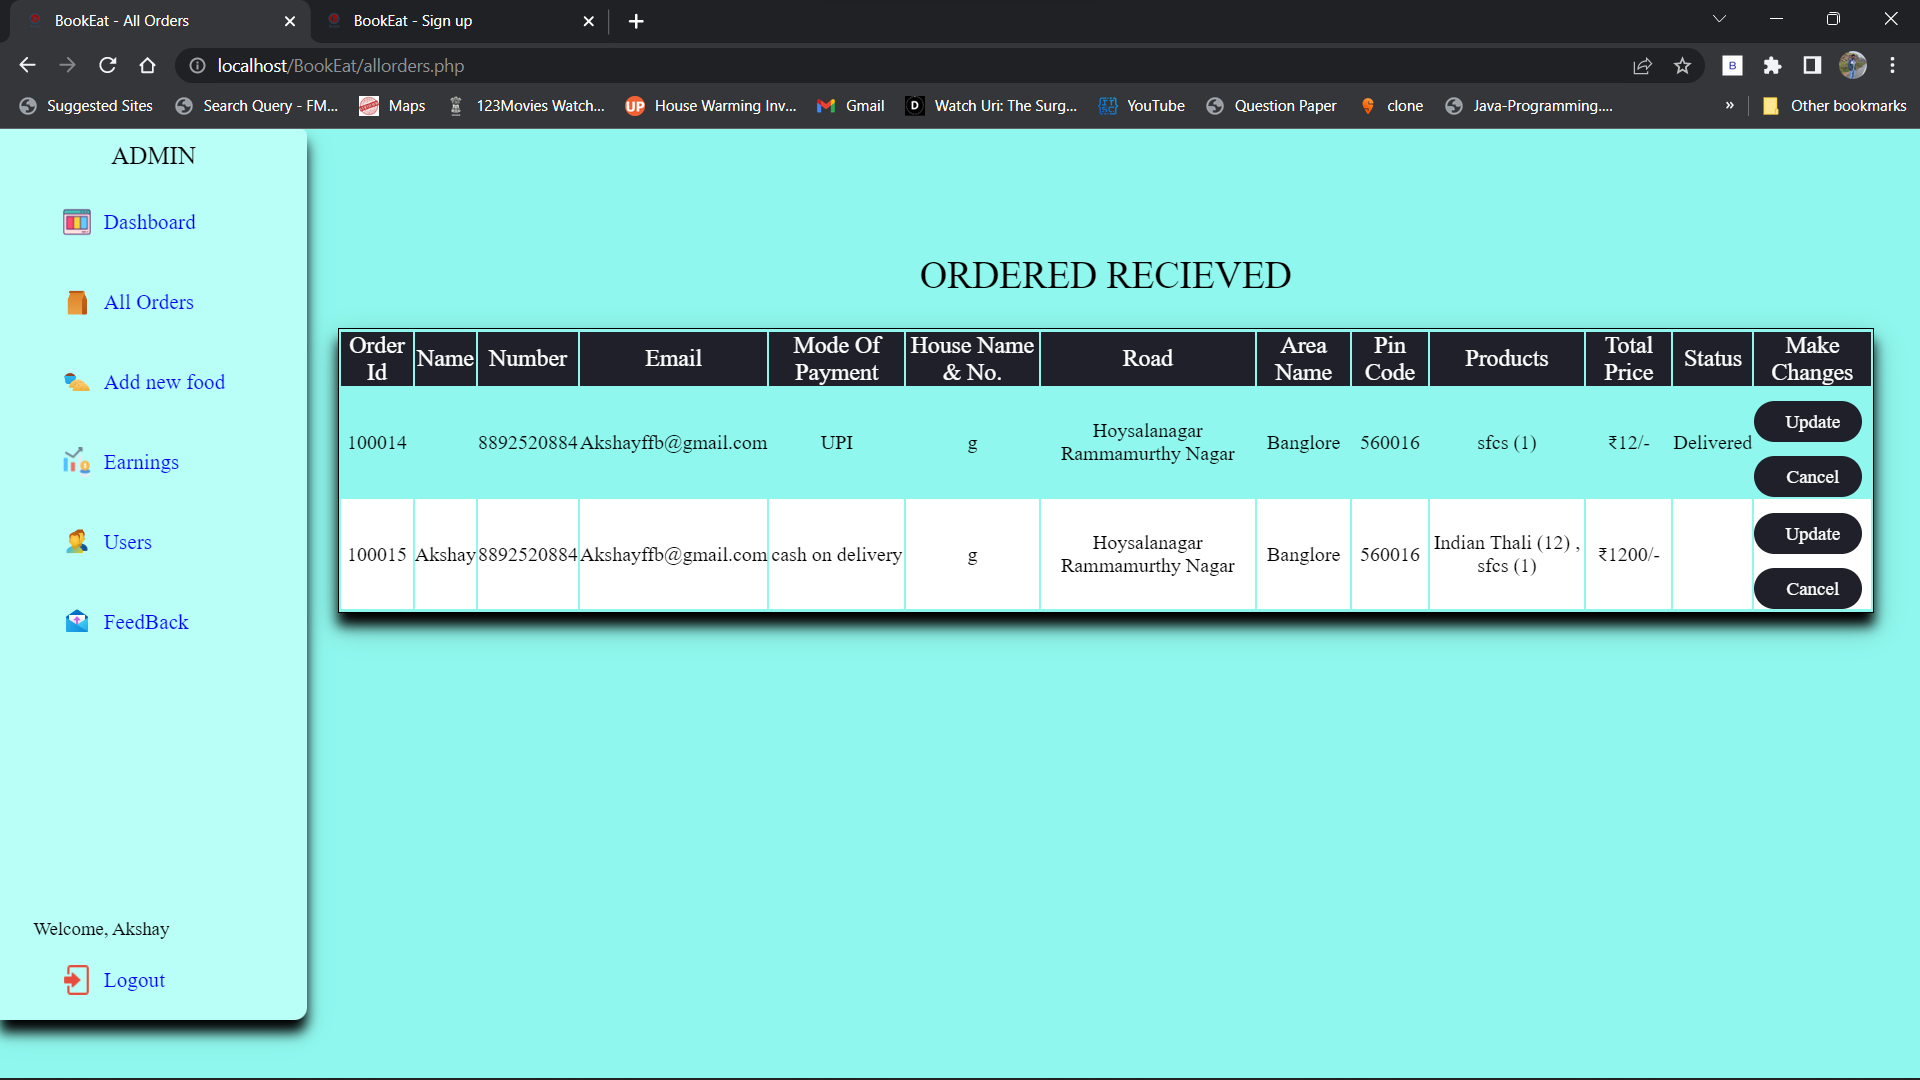 BookEat - All Orders
BookEat - Sign up
localhost/BookEat/allorders.php
B
Suggested Sites
Search Query - FM...
Maps
123Movies Watch...
UP
House Warming Inv...
Gmail
D
Watch Uri: The Surg...
YouTube
Question Paper
clone
Java-Programming....
»
Other bookmarks
ADMIN
Dashboard
All Orders
Add new food
Earnings
Users
FeedBack
Welcome, Akshay
Logout
ORDERED RECIEVED
Order Id Name Number Email Mode Of Payment House Name & No. Road Area Name Pin Code Products Total Price Status Make Changes
100014 8892520884 Akshayffb@gmail.com UPI g Hoysalanagar Rammamurthy Nagar Banglore 560016 sfcs (1) ₹12/- Delivered Update
Cancel
100015 Akshay 8892520884 Akshayffb@gmail.com cash on delivery g Hoysalanagar Rammamurthy Nagar Banglore 560016 Indian Thali (12) , sfcs (1) ₹1200/- Update
Cancel